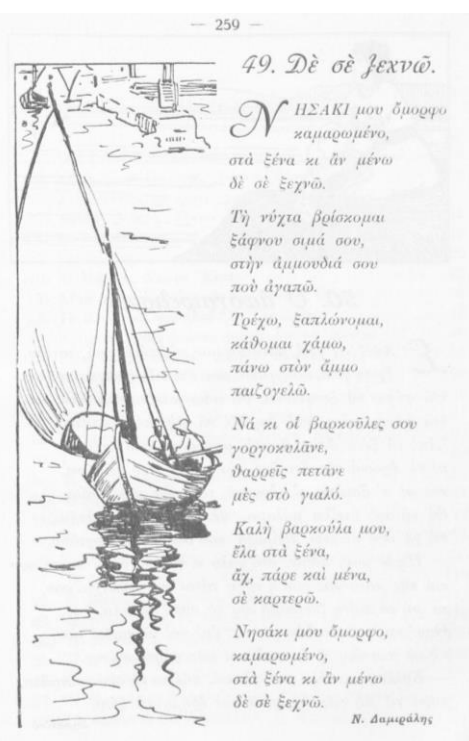 — 259 —
49. Δὲ σὲ ξεχνῶ.
ΝΗΣΑΚΙ μου ὄμορφο
καμαρωμένο,
στὰ ξένα κι ἂν μένω
δὲ σὲ ξεχνῶ.
Τὴ νύχτα βρίσκομαι
ξάφνου σιμά σου,
στὴν ἀμμουδιά σου
ποὺ ἀγαπῶ.
Τρέχω, ξαπλώνομαι,
κάθομαι χάμω,
πάνω στὸν ἄμμο
παιζογελῶ.
Νά κι οἱ βαρκοῦλες σου
γοργοκυλᾶνε,
θαρρεῖς πετᾶνε
μὲς στὸ γιαλό.
Καλὴ βαρκούλα μου,
ἔλα στὰ ξένα,
ἄχ, πάρε καὶ μένα,
σὲ καρτερῶ.
Νησάκι μου ὄμορφο,
καμαρωμένο,
στὰ ξένα κι ἂν μένω
δὲ σὲ ξεχνῶ.
Ν. Δαμιράλης